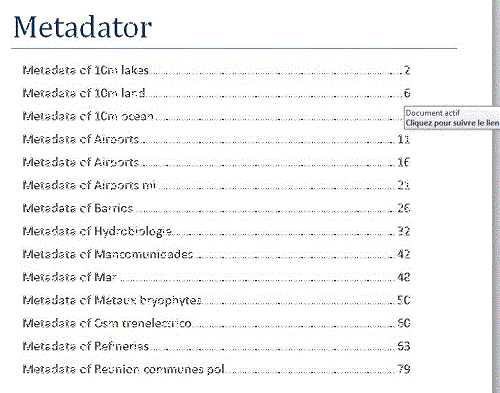 Metadator
Metadata of 10m lakes 2
Metadata of 10m land 6
Metadata of 10m ocean
Document actif
Cliquez pour suivre le lien
Metadata of Airports 11
Metadata of Airports 16
Metadata of Airports mi 21
Metadata of Barrios 26
Metadata of Hydrobiologie 32
Metadata of Mancomunidades 42
Metadata of Mar 48
Metadata of Metaux bryophytes 50
Metadata of Osm trenelectrico 60
Metadata of Refinerias 63
Metadata of Reunion communes pol 79